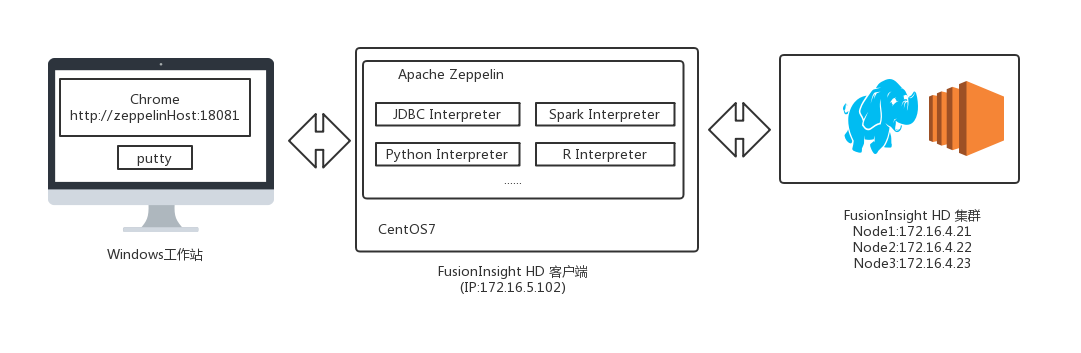 Chrome
http://zeppelinHost:18081
putty
Windows工作站
Apache Zeppelin
JDBC Interpreter
Spark Interpreter
Python Interpreter
R Interpreter
......
CentOS7
FusionInsight HD 客户端
(IP:172.16.5.102)
FusionInsight HD 集群
Node1:172.16.4.21
Node2:172.16.4.22
Node3:172.16.4.23